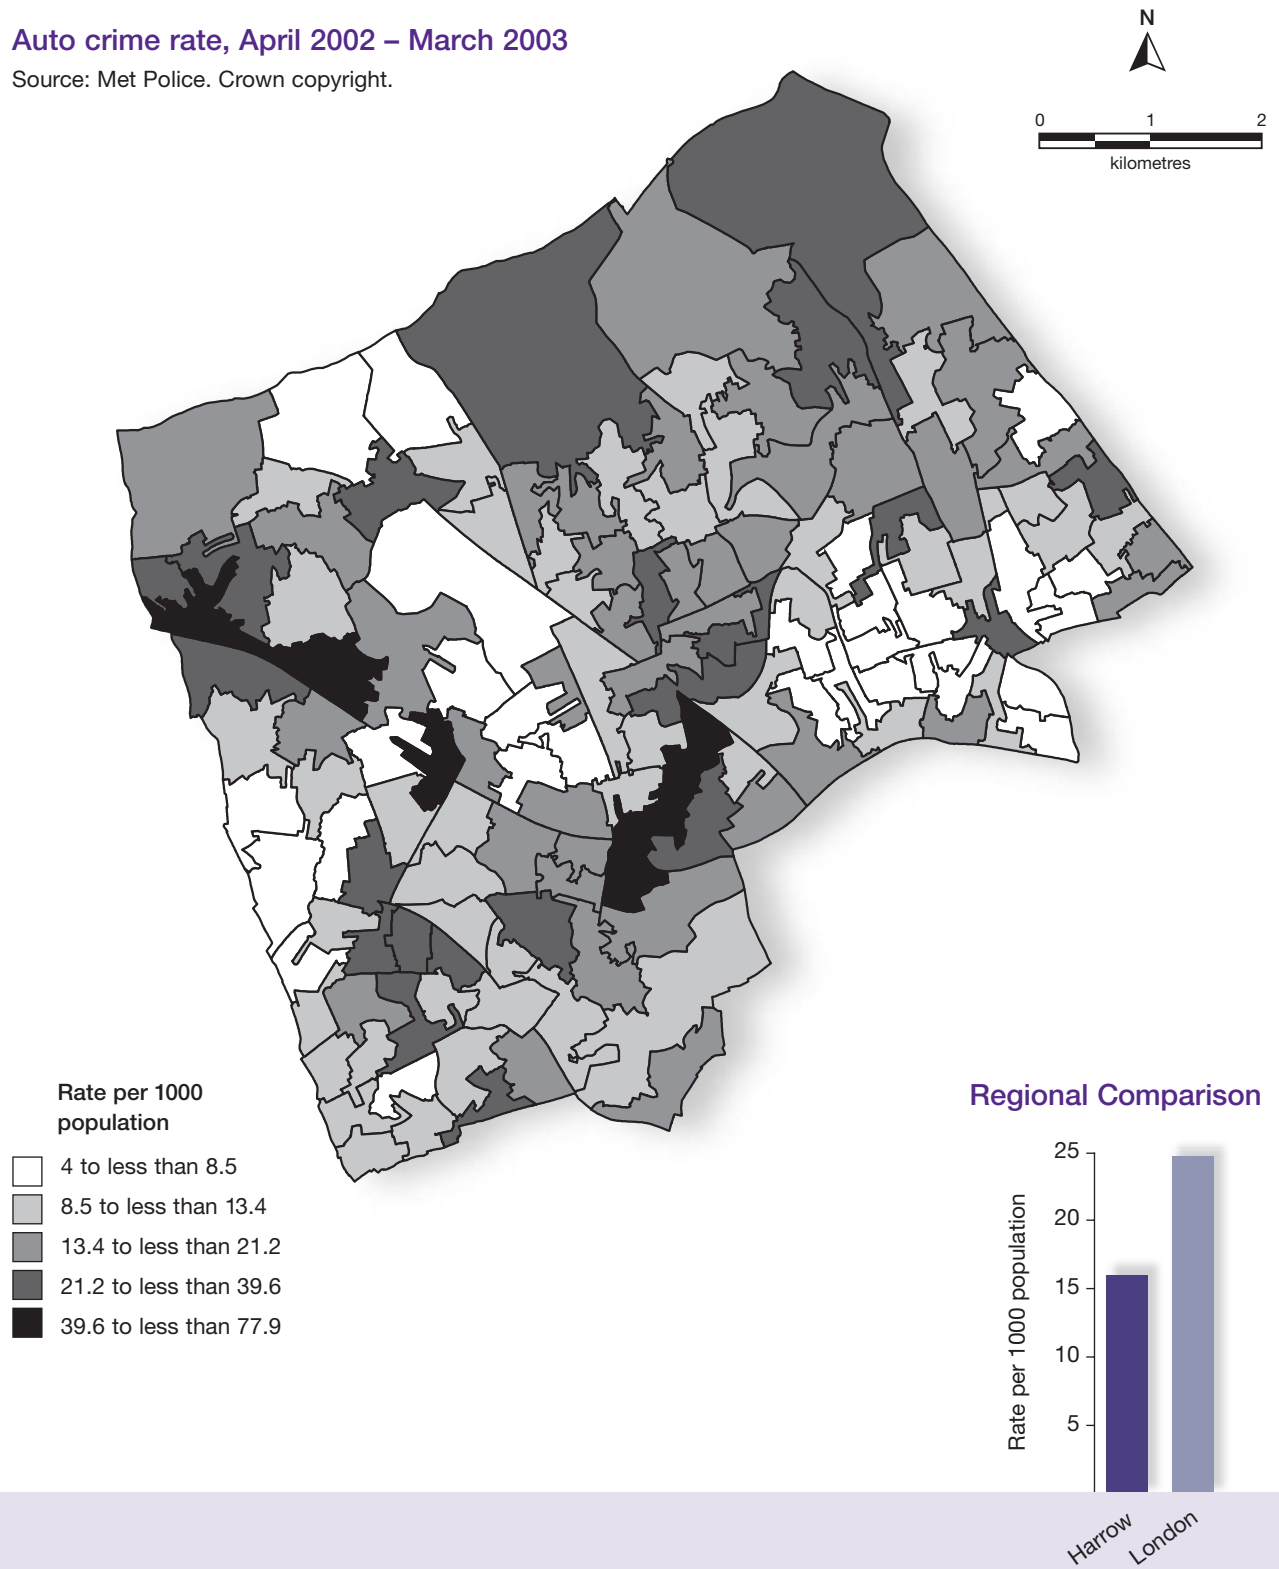 Auto crime rate, April 2002 – March 2003
Source: Met Police. Crown copyright.
N
0 1 2
kilometres
Rate per 1000
population
4 to less than 8.5
8.5 to less than 13.4
13.4 to less than 21.2
21.2 to less than 39.6
39.6 to less than 77.9
Regional Comparison
Rate per 1000 population
25
20
15
10
5
Harrow
London